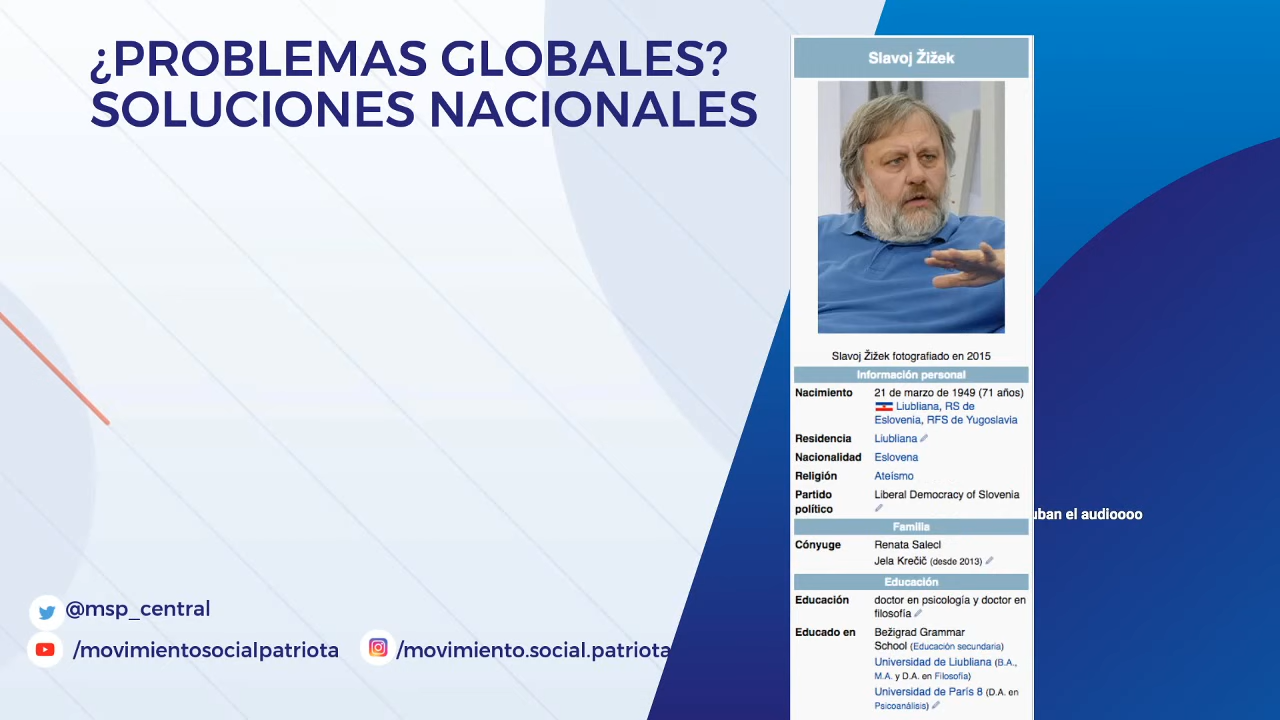 ¿PROBLEMAS GLOBALES?
SOLUCIONES NACIONALES
@msp_central
/movimientosocialpatriota
/movimiento.social.patriota
Slavoj Žižek
Slavoj Žižek fotografiado en 2015
Información personal
Nacimiento 21 de marzo de 1949 (71 años)
Liubliana, RS de
Eslovenia, RFS de Yugoslavia
Residencia Liubliana
Nacionalidad Eslovena
Religión Ateísmo
Partido Liberal Democracy of Slovenia
político
Familia
Cónyuge Renata Salecl
Jela Krečič (desde 2013)
Educación
Educación doctor en psicología y doctor en
filosofía
Educado en Bežigrad Grammar
School (Educación secundaria)
Universidad de Liubliana (B.A.,
M.A. y D.A. en Filosofía)
Universidad de París 8 (D.A. en
Psicoanálisis)
uban el audioooo